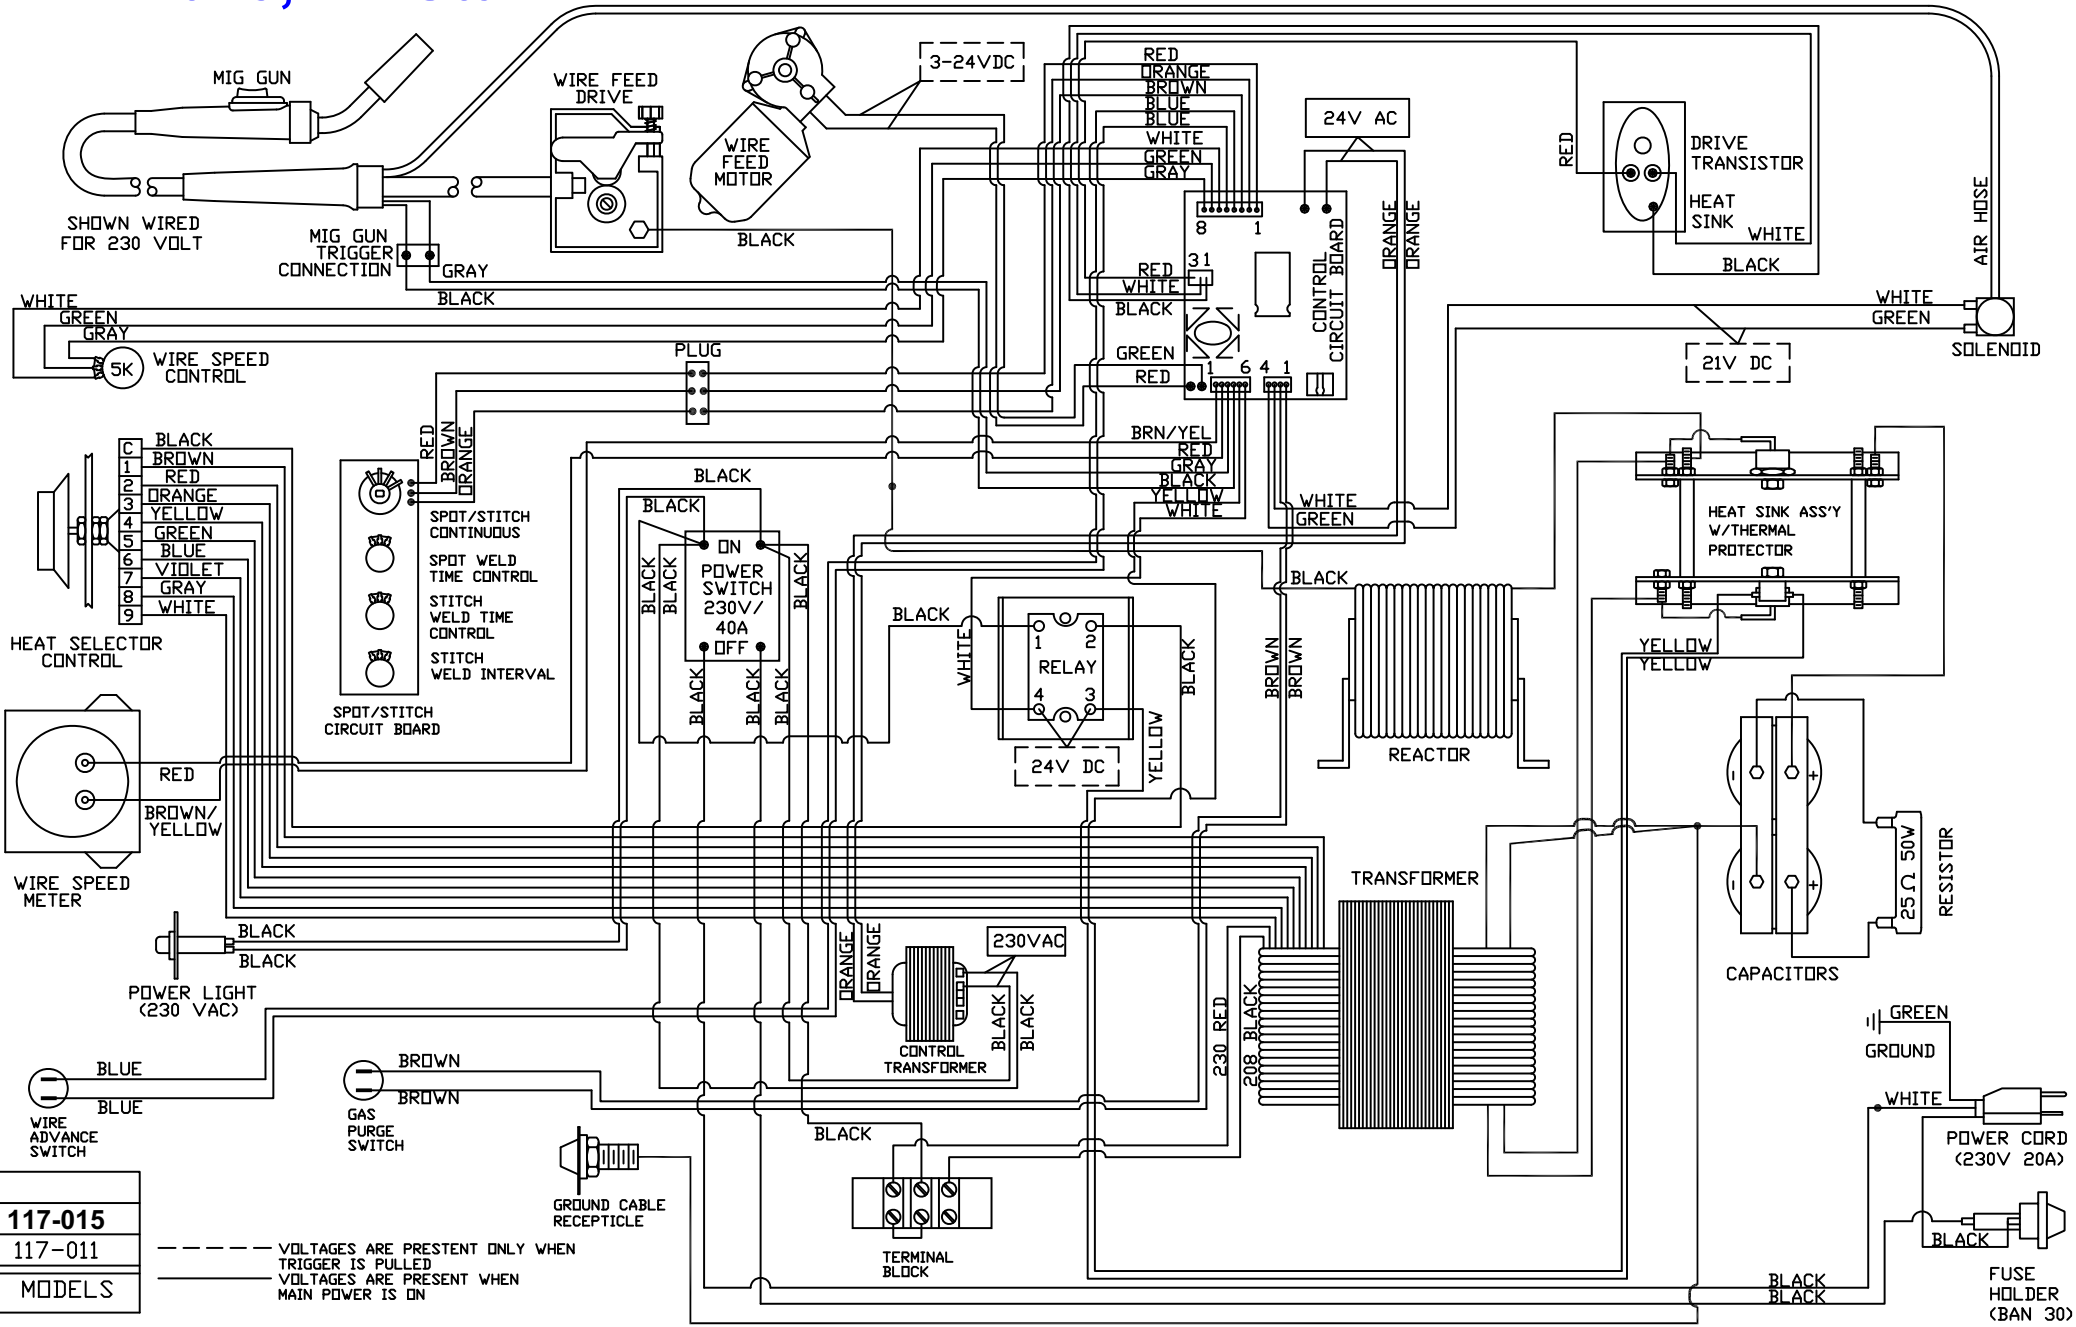 MIG GUN
WIRE FEED
DRIVE
3-24VDC
WIRE
FEED
MOTOR
RED
ORANGE
BROWN
BLUE
BLUE
WHITE
GREEN
GRAY
24V AC
RED
DRIVE
TRANSISTOR
HEAT
SINK
WHITE
BLACK
AIR HOSE
SHOWN WIRED
FOR 230 VOLT
MIG GUN
TRIGGER
CONNECTION
GRAY
BLACK
BLACK
8 1
CONTROL
CIRCUIT BOARD
ORANGE
ORANGE
31
RED
WHITE
BLACK
WHITE
GREEN
SOLENOID
21V DC
WHITE
GREEN
GRAY
5K
WIRE SPEED
CONTROL
PLUG
GREEN
RED
1 6 4 1
BRN/YEL
RED
GRAY
BLACK
YELLOW
WHITE
WHITE
GREEN
RED
BROWN
ORANGE
C
1
2
3
4
5
6
7
8
9
BLACK
BROWN
RED
ORANGE
YELLOW
GREEN
BLUE
VIOLET
GRAY
WHITE
HEAT SELECTOR
CONTROL
SPOT/STITCH
CONTINUOUS
SPOT WELD
TIME CONTROL
STITCH
WELD TIME
CONTROL
STITCH
WELD INTERVAL
SPOT/STITCH
CIRCUIT BOARD
BLACK
BLACK
ON
POWER
SWITCH
230V/
40A
OFF
BLACK
BLACK
BLACK
BLACK
BLACK
BLACK
BLACK
WHITE
1 2
RELAY
4 3
24V DC
BLACK
YELLOW
BLACK
BROWN
BROWN
REACTOR
HEAT SINK ASS'Y
W/THERMAL
PROTECTOR
YELLOW
YELLOW
- +
- +
CAPACITORS
25Ω 50W
RESISTOR
RED
BROWN/
YELLOW
WIRE SPEED
METER
BLACK
BLACK
POWER LIGHT
(230 VAC)
ORANGE
ORANGE
230VAC
BLACK
BLACK
CONTROL
TRANSFORMER
TRANSFORMER
230 RED
208 BLACK
BLUE
BLUE
WIRE
ADVANCE
SWITCH
BROWN
BROWN
GAS
PURGE
SWITCH
BLACK
GROUND CABLE
RECEPTICLE
TERMINAL
BLOCK
GREEN
GROUND
WHITE
POWER CORD
(230V 20A)
BLACK
FUSE
HOLDER
(BAN 30)
BLACK
BLACK
117-015
117-011
MODELS
VOLTAGES ARE PRESTENT ONLY WHEN
TRIGGER IS PULLED
VOLTAGES ARE PRESENT WHEN
MAIN POWER IS ON